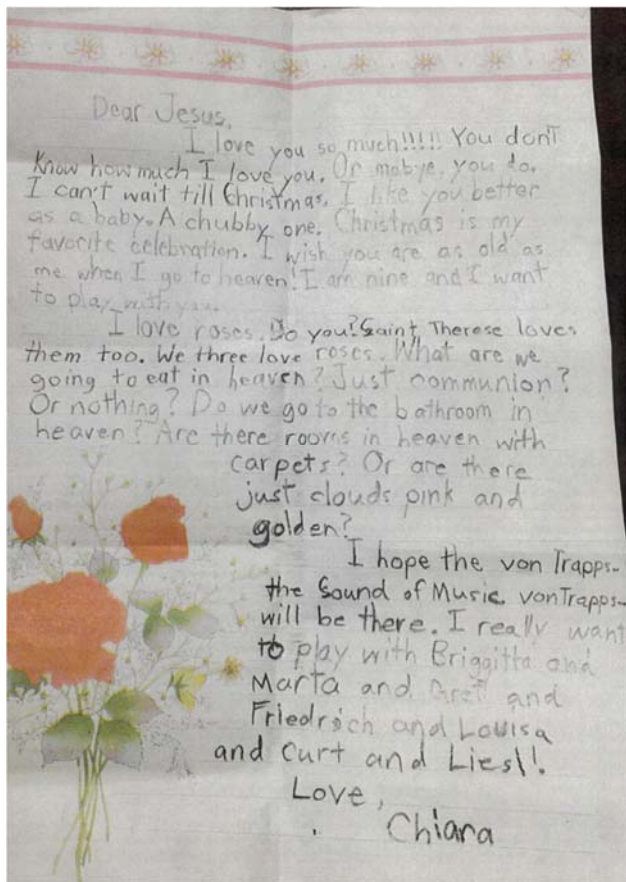 Dear Jesus,
I love you so much!!!!! You don't
Know how much I love you. Or mabye, you do.
I can't wait till Christmas. I like you better
as a baby. A chubby one. Christmas is my
favorite celebration. I wish you are as old as
me when I go to heaven! I am nine and I want
to play with you.
I love roses. Do you? Saint Therese loves
them too. We three love roses. What are we
going to eat in heaven? Just communion?
Or nothing? Do we go to the bathroom in
heaven? Are there rooms in heaven with
carpets? Or are there
just clouds pink and
golden?
I hope the von Trapps-
the Sound of Music vonTrapps-
will be there. I really want
to play with Briggitta and
Marta and Gretl and
Friedrich and Louisa
and Curt and Liesl!.
Love,
Chiara